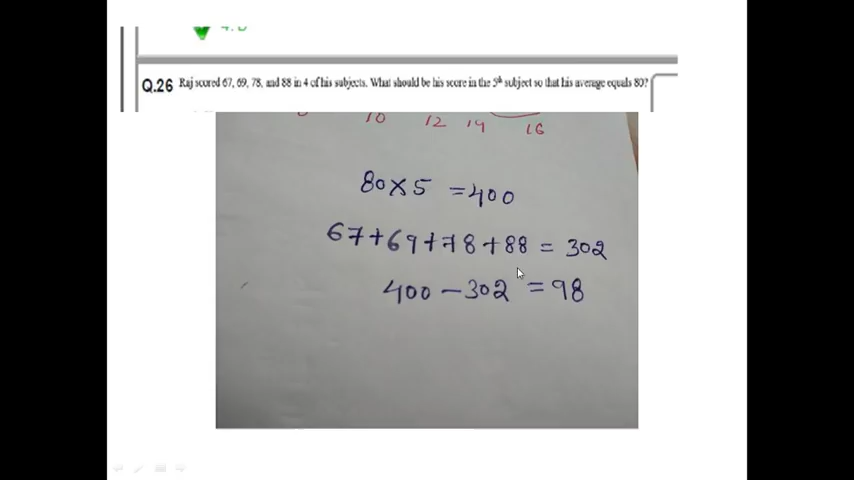 Q.26 Raj scored 67, 69, 78, and 88 in 4 of his subjects. What should be his score in the 5th subject so that his average equals 80?
10 12 14 16
80×5 =400
67+69+78+88 = 302
400 – 302 = 98